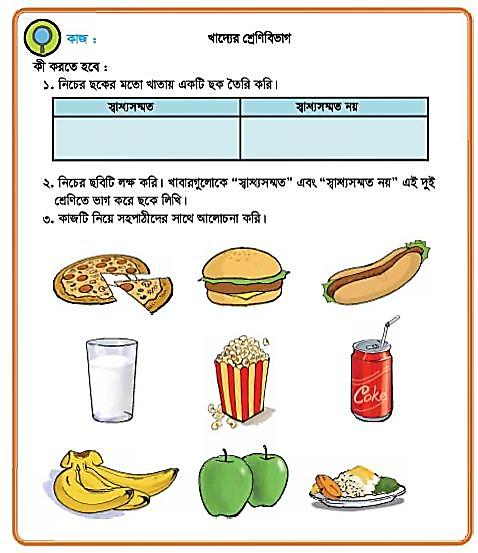 কাজ : খাদ্যের শ্রেণিবিভাগ
কী করতে হবে :
১. নিচের ছকের মতো খাতায় একটি ছক তৈরি করি।
স্বাস্থ্যসম্মত স্বাস্থ্যসম্মত নয়
২. নিচের ছবিটি লক্ষ করি। খাবারগুলোকে “স্বাস্থ্যসম্মত” এবং “স্বাস্থ্যসম্মত নয়” এই দুই
শ্রেণিতে ভাগ করে ছকে লিখি।
৩. কাজটি নিয়ে সহপাঠীদের সাথে আলোচনা করি।
Coke